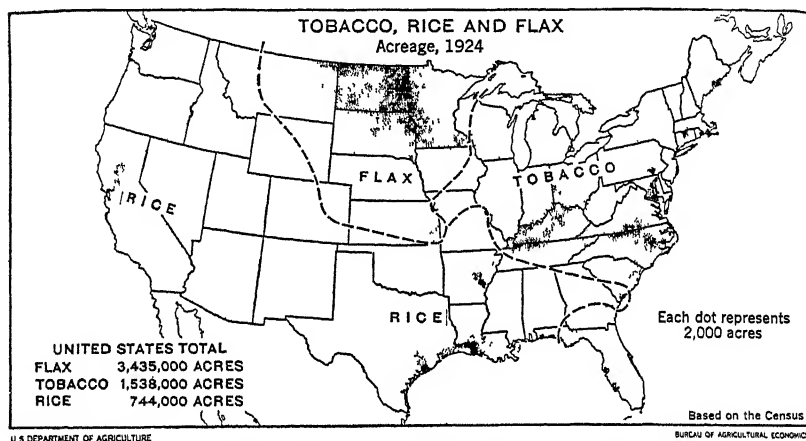 TOBACCO, RICE AND FLAX
Acreage, 1924
FLAX
TOBACCO
RICE
RICE
Each dot represents
2,000 acres
UNITED STATES TOTAL
FLAX 3,435,000 ACRES
TOBACCO 1,538,000 ACRES
RICE 744,000 ACRES
Based on the Census
U.S DEPARTMENT OF AGRICULTURE
BUREAU OF AGRICULTURAL ECONOMICS